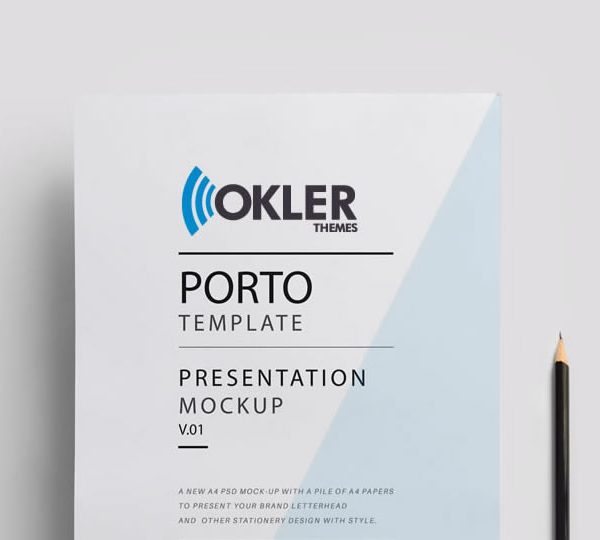 OKLER
THEMES
PORTO
TEMPLATE
PRESENTATION
MOCKUP
V.01
A NEW A4 PSD MOCK-UP WITH A PILE OF A4 PAPERS
TO PRESENT YOUR BRAND LETTERHEAD
AND OTHER STATIONERY DESIGN WITH STYLE.